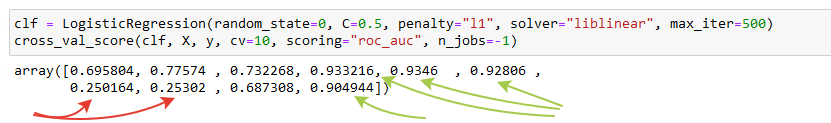 clf = LogisticRegression(random_state=0, C=0.5, penalty="l1", solver="liblinear", max_iter=500)
cross_val_score(clf, X, y, cv=10, scoring="roc_auc", n_jobs=-1)
array([0.695804, 0.77574 , 0.732268, 0.933216, 0.9346  , 0.92806 ,
       0.250164, 0.25302 , 0.687308, 0.904944])